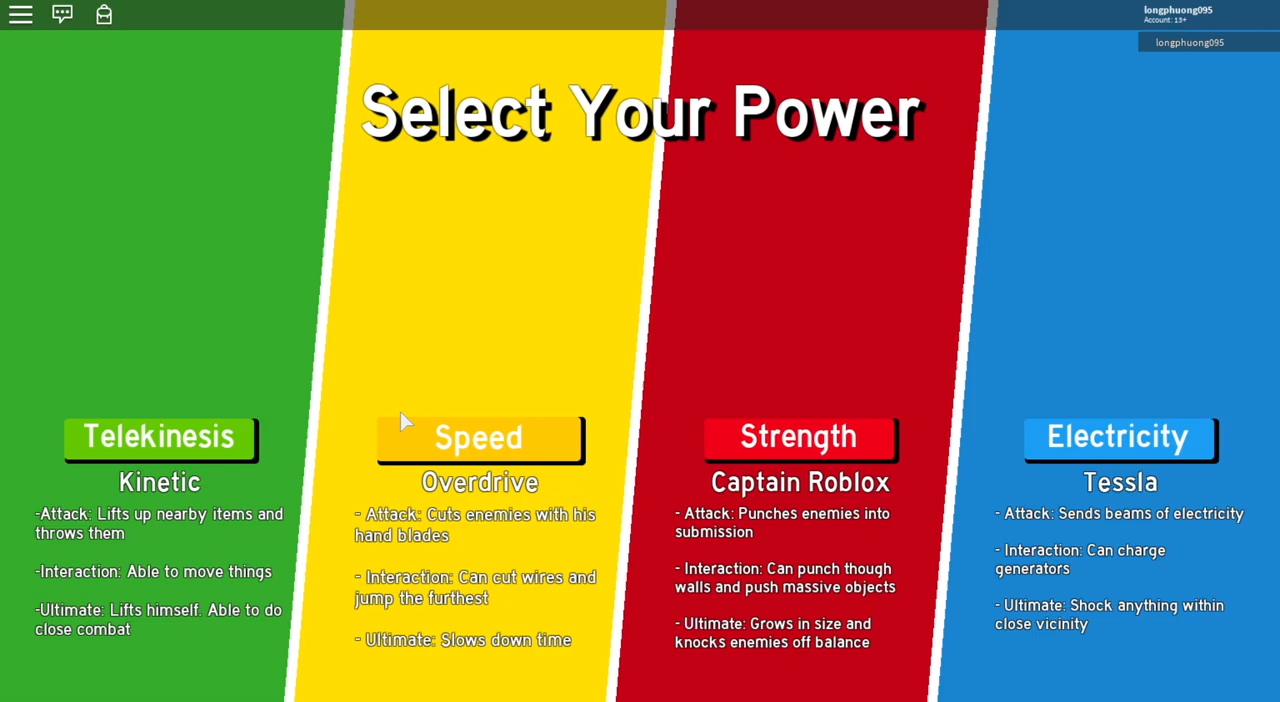 longphuong095
Account: 13+
longphuong095
Select Your Power
Telekinesis
Kinetic
-Attack: Lifts up nearby items and
throws them
-Interaction: Able to move things
-Ultimate: Lifts himself. Able to do
close combat
Speed
Overdrive
- Attack: Cuts enemies with his
hand blades
- Interaction: Can cut wires and
jump the furthest
- Ultimate: Slows down time
Strength
Captain Roblox
- Attack: Punches enemies into
submission
- Interaction: Can punch though
walls and push massive objects
- Ultimate: Grows in size and
knocks enemies off balance
Electricity
Tessla
- Attack: Sends beams of electricity
- Interaction: Can charge
generators
- Ultimate: Shock anything within
close vicinity